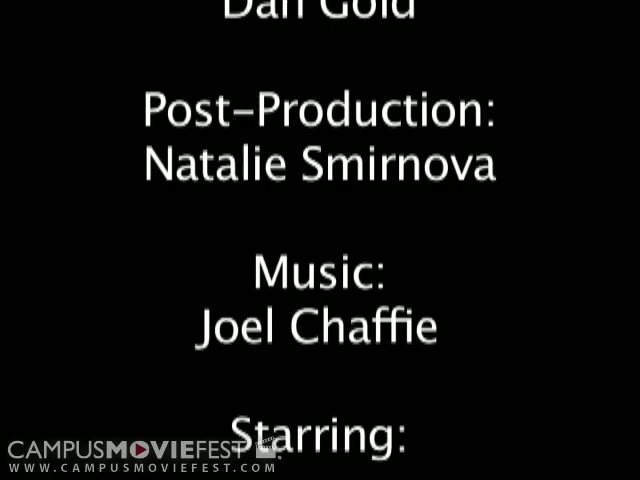 Dan Gold
Post-Production:
Natalie Smirnova
Music:
Joel Chaffie
Starring:
CAMPUSMOVIEFEST
WWW.CAMPUSMOVIEFEST.COM